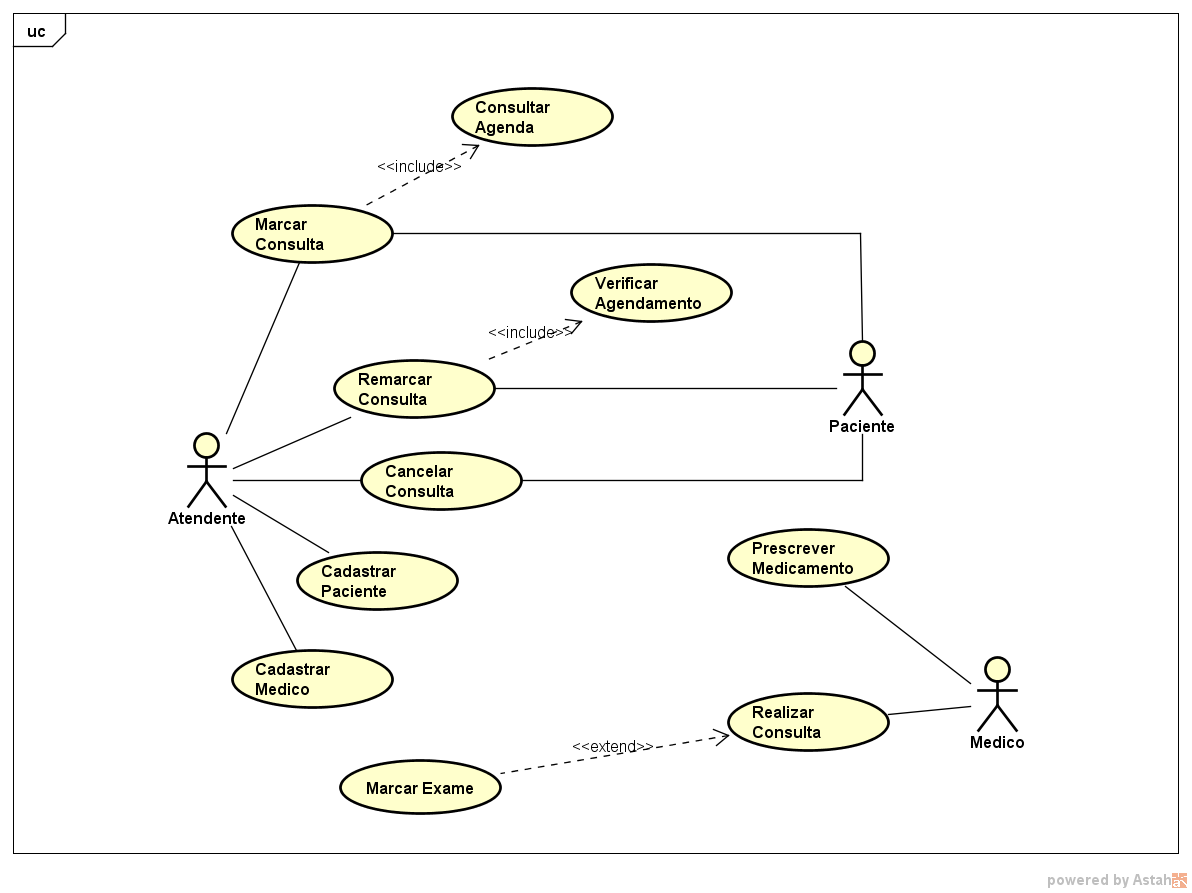 uc
Consultar
Agenda
<<include>>
Marcar
Consulta
Verificar
Agendamento
<<include>>
Remarcar
Consulta
Paciente
Cancelar
Consulta
Atendente
Prescrever
Medicamento
Cadastrar
Paciente
Cadastrar
Medico
Realizar
Consulta
Medico
<<extend>>
Marcar Exame
powered by Astah